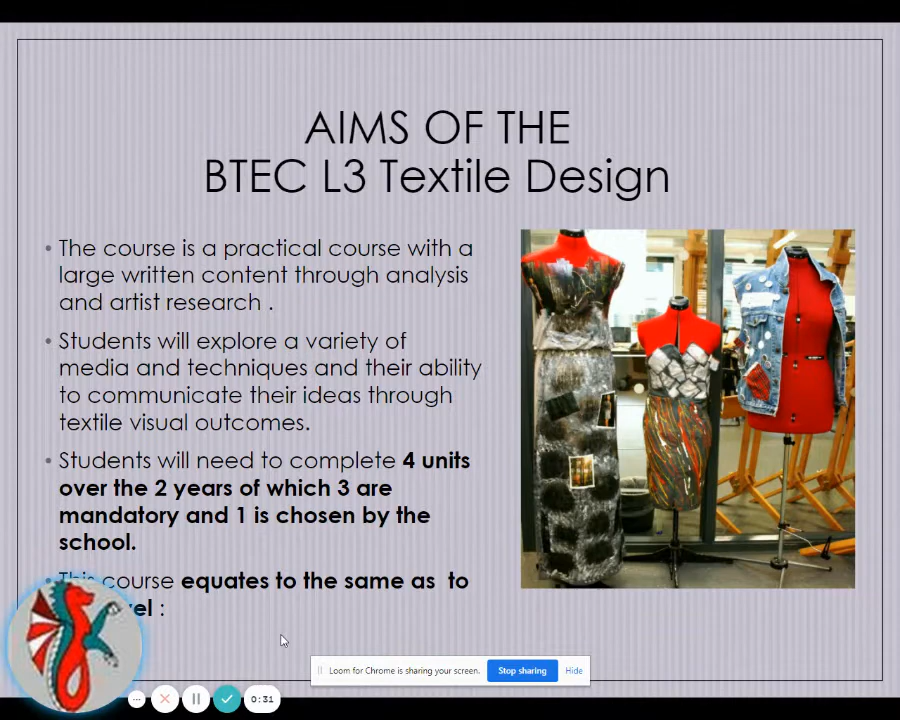 AIMS OF THE
BTEC L3 Textile Design
• The course is a practical course with a
large written content through analysis
and artist research .
• Students will explore a variety of
media and techniques and their ability
to communicate their ideas through
textile visual outcomes.
• Students will need to complete 4 units
over the 2 years of which 3 are
mandatory and 1 is chosen by the
school.
• This course equates to the same as  to
:
Loom for Chrome is sharing your screen.
Stop sharing
Hide
0:31